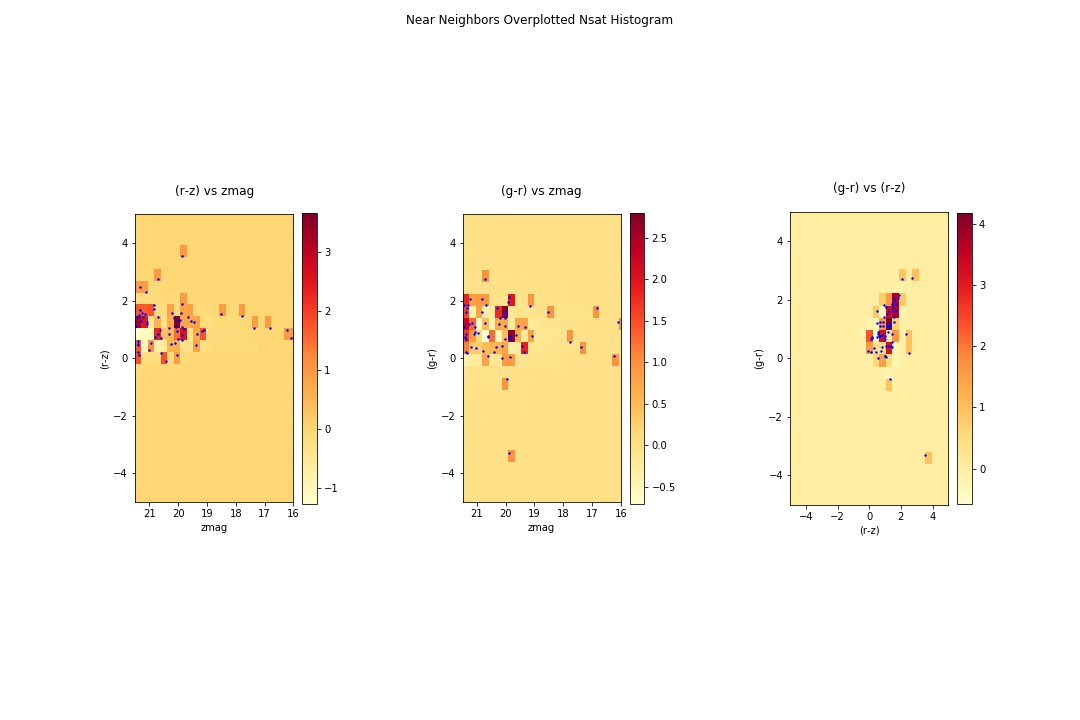 Near Neighbors Overplotted Nsat Histogram
(r-z) vs zmag
(r-z)
4
2
0
−2
−4
21 20 19 18 17 16
zmag
3
2
1
0
−1
(g-r) vs zmag
(g-r)
4
2
0
−2
−4
21 20 19 18 17 16
zmag
2.5
2.0
1.5
1.0
0.5
0.0
−0.5
(g-r) vs (r-z)
(g-r)
4
2
0
−2
−4
−4 −2 0 2 4
(r-z)
4
3
2
1
0